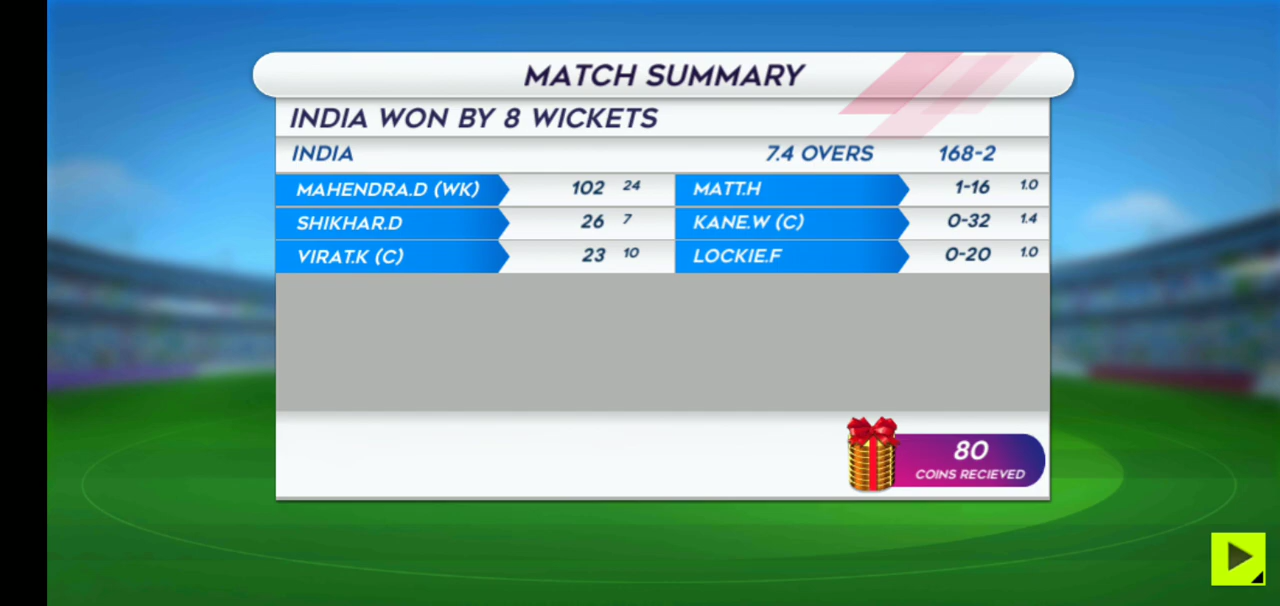 MATCH SUMMARY
INDIA WON BY 8 WICKETS
INDIA 7.4 OVERS 168-2
MAHENDRA.D (WK) 102 24 MATT.H 1-16 1.0
SHIKHAR.D 26 7 KANE.W (C) 0-32 1.4
VIRAT.K (C) 23 10 LOCKIE.F 0-20 1.0
80
COINS RECIEVED